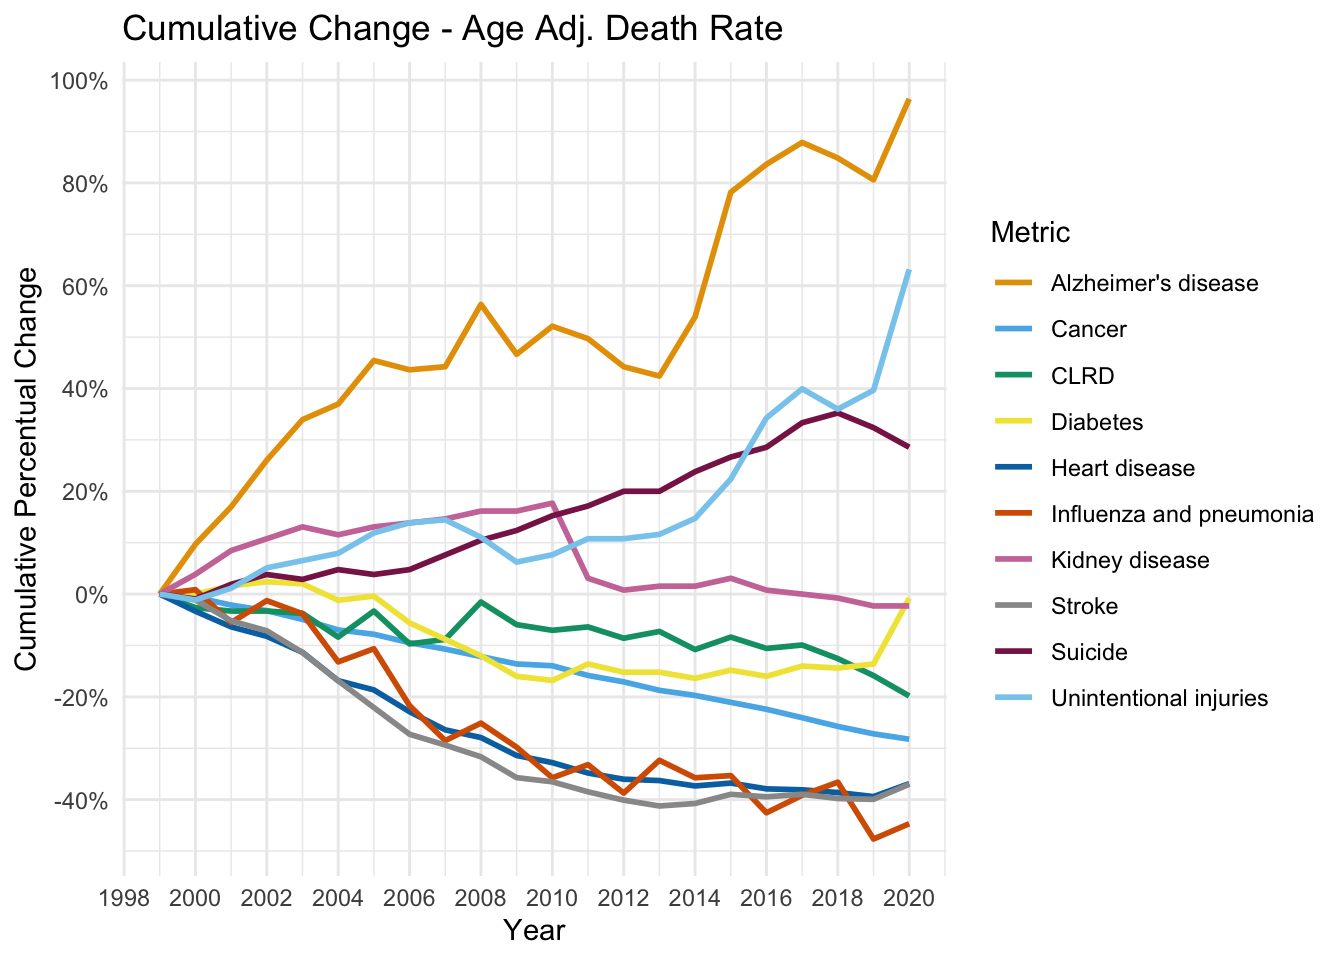 Cumulative Change - Age Adj. Death Rate
100%
80%
60%
40%
20%
0%
-20%
-40%
Cumulative Percentual Change
1998 2000 2002 2004 2006 2008 2010 2012 2014 2016 2018 2020
Year
Metric
Alzheimer's disease
Cancer
CLRD
Diabetes
Heart disease
Influenza and pneumonia
Kidney disease
Stroke
Suicide
Unintentional injuries